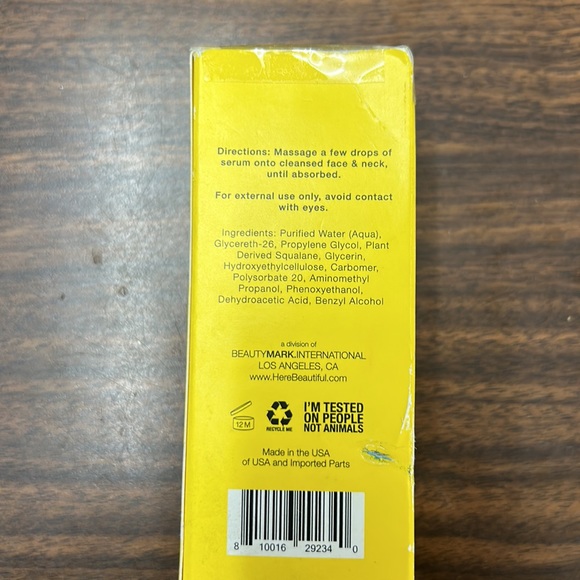 Directions: Massage a few drops of
serum onto cleansed face & neck,
until absorbed.
For external use only, avoid contact
with eyes.
Ingredients: Purified Water (Aqua),
Glycereth-26, Propylene Glycol, Plant
Derived Squalane, Glycerin,
Hydroxyethylcellulose, Carbomer,
Polysorbate 20, Aminomethyl
Propanol, Phenoxyethanol,
Dehydroacetic Acid, Benzyl Alcohol
a division of
BEAUTYMARK.INTERNATIONAL
LOS ANGELES, CA
www.HereBeautiful.com
12 M
RECYCLE ME
I'M TESTED
ON PEOPLE
NOT ANIMALS
Made in the USA
of USA and Imported Parts
8 10016 29234 0